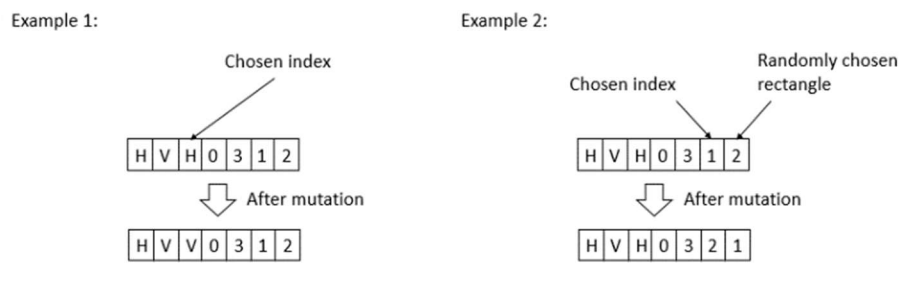 Example 1:
Chosen index
H V H 0 3 1 2
After mutation
H V V 0 3 1 2
Example 2:
Chosen index
Randomly chosen
rectangle
H V H 0 3 1 2
After mutation
H V H 0 3 2 1